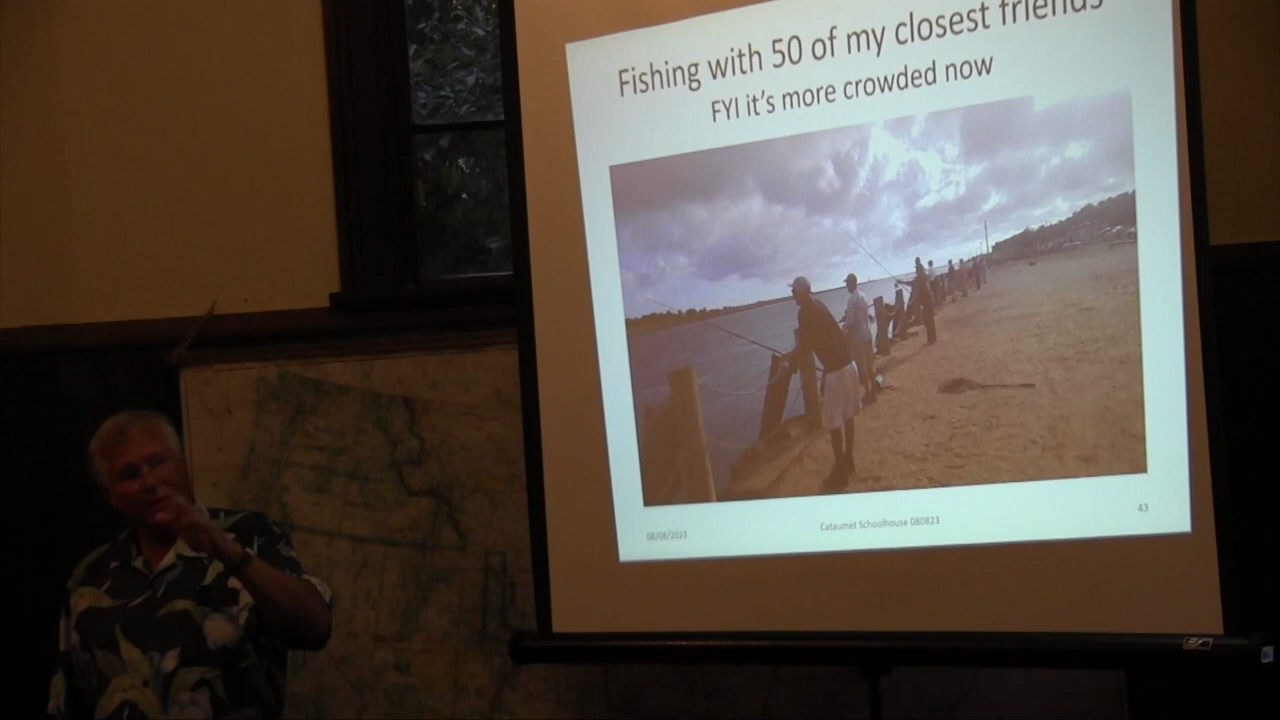 Fishing with 50 of my closest friends
FYI it's more crowded now
08/08/2023
Cataumet Schoolhouse 080823
43